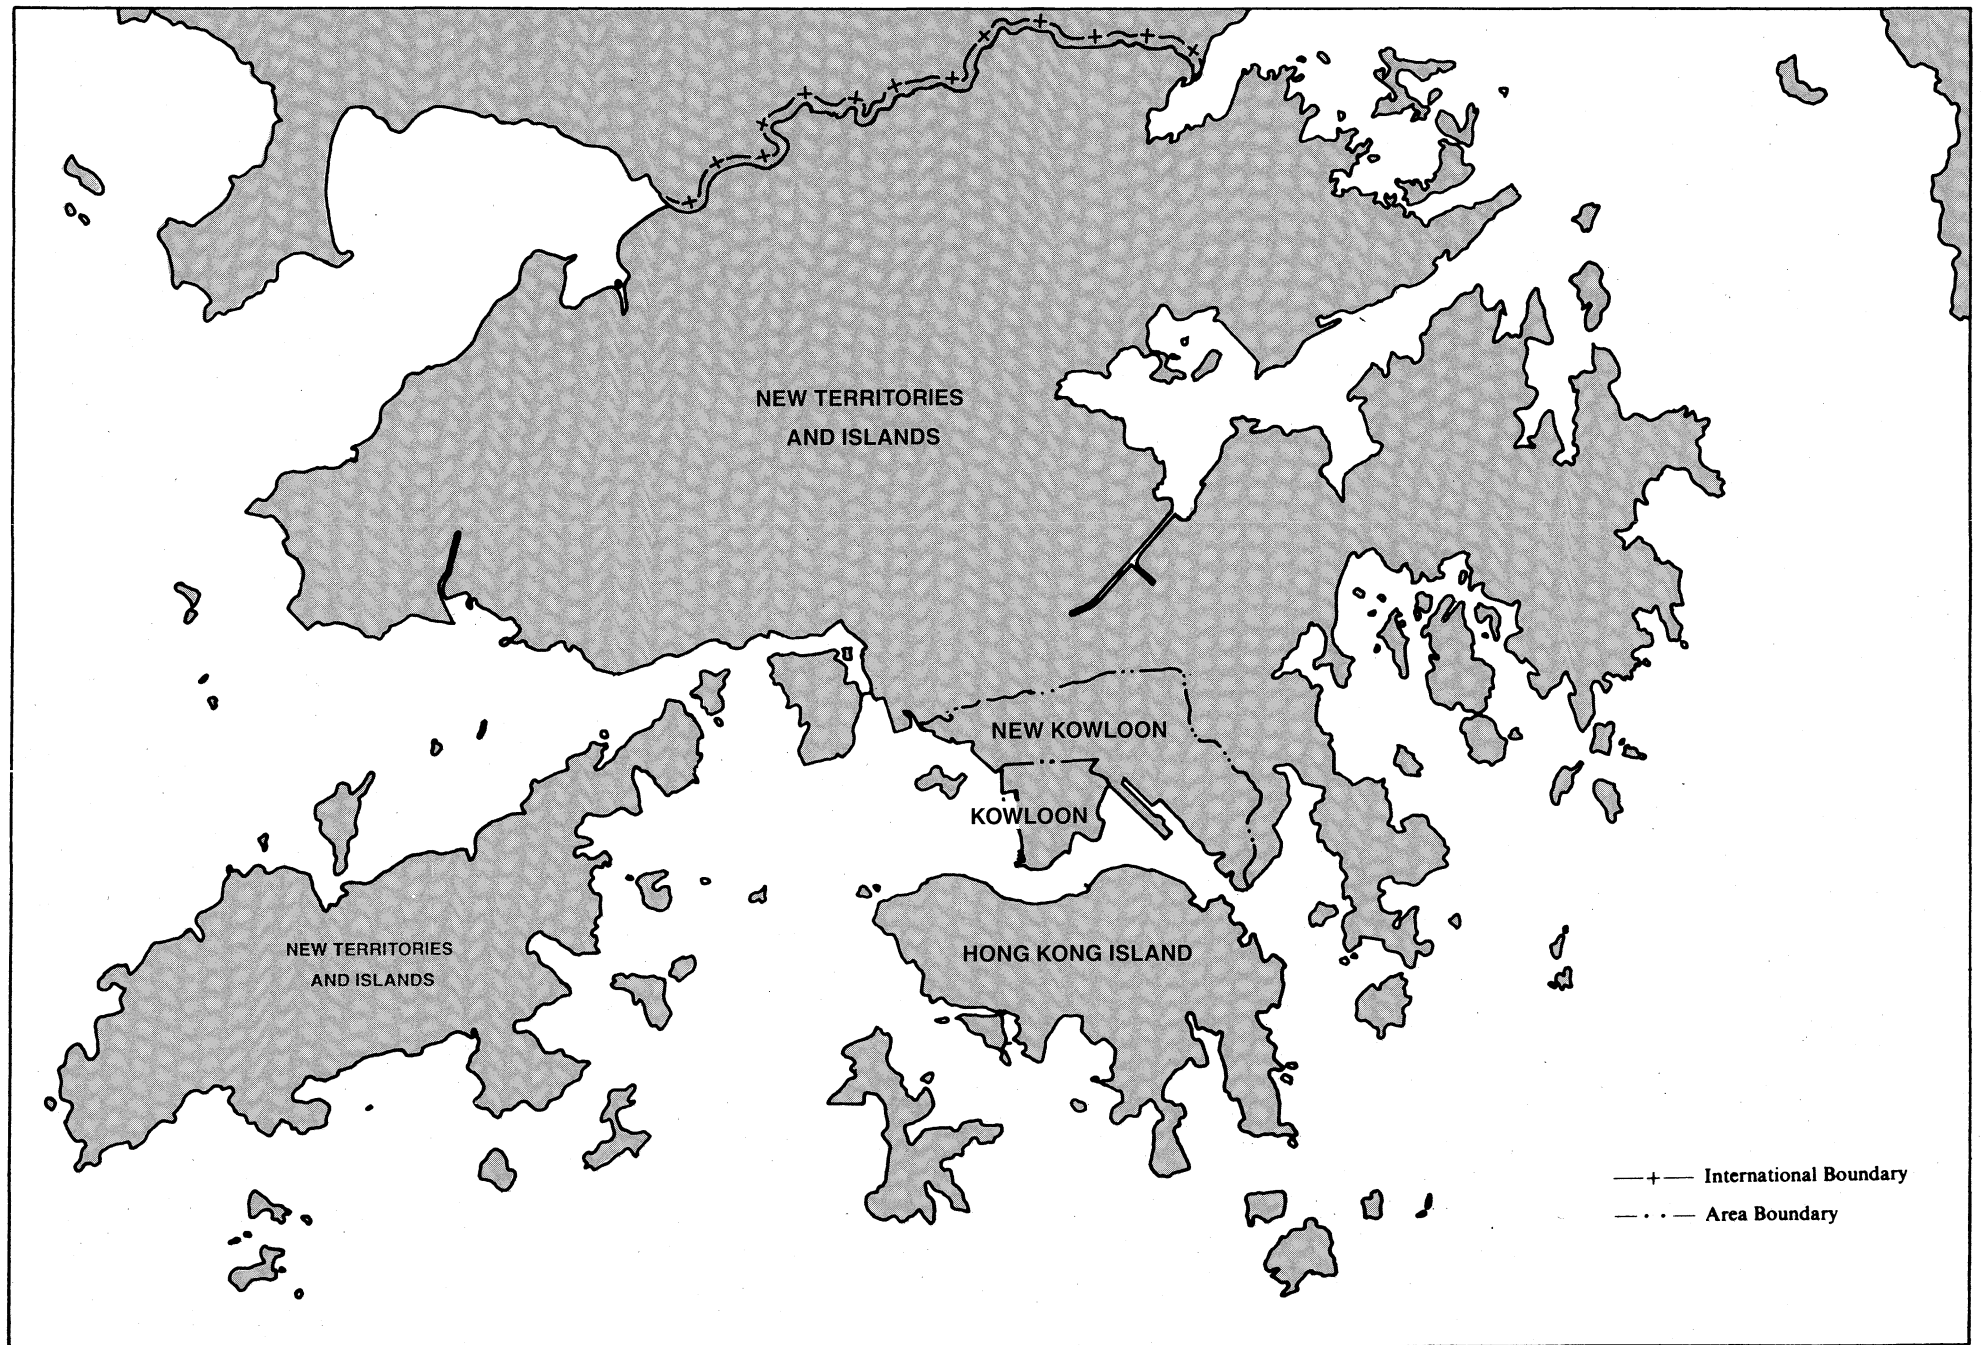 NEW TERRITORIES
AND ISLANDS
NEW KOWLOON
KOWLOON
NEW TERRITORIES
AND ISLANDS
HONG KONG ISLAND
International Boundary
Area Boundary